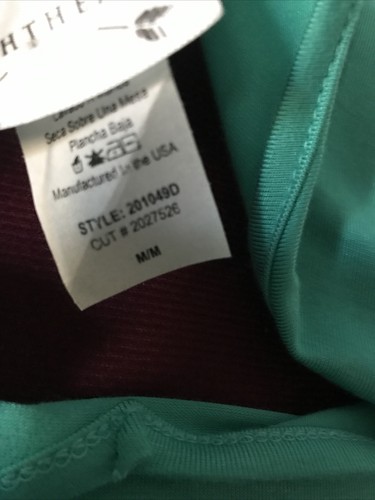 HTHE
Seca Sobre Una Mesa
Plancha Baja
Manufactured in the USA
STYLE: 201049D
CUT # 2027526
M/M